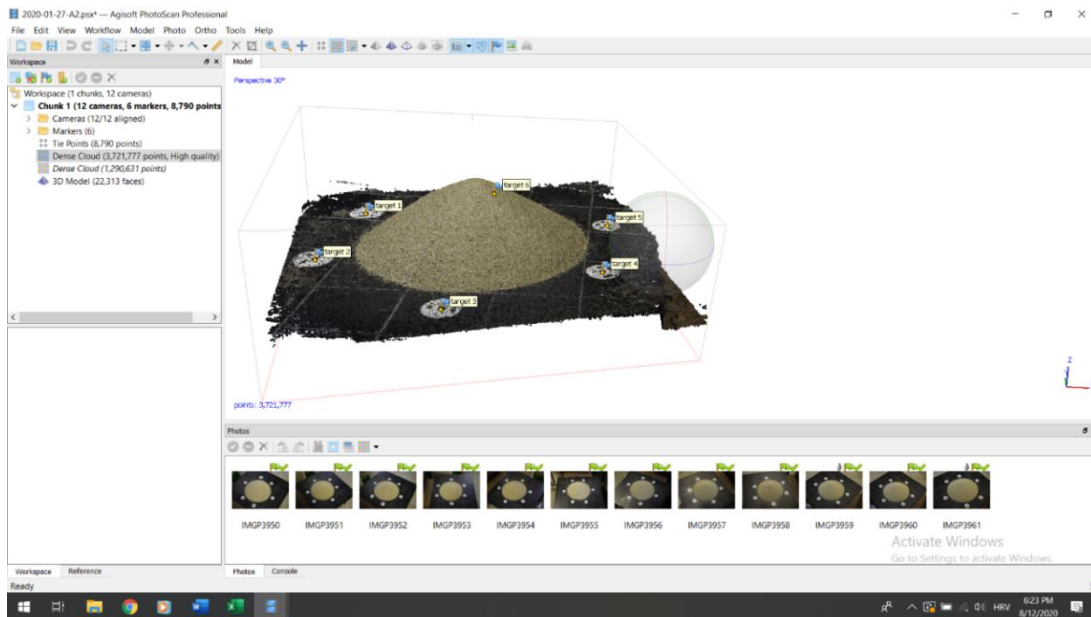 2020-01-27-A2.psx* — Agisoft PhotoScan Professional
File Edit View Workflow Model Photo Ortho Tools Help
Workspace
Workspace (1 chunks, 12 cameras)
Chunk 1 (12 cameras, 6 markers, 8,790 points
Cameras (12/12 aligned)
Markers (6)
Tie Points (8,790 points)
Dense Cloud (3,721,777 points, High quality)
Dense Cloud (1,290,631 points)
3D Model (22,313 faces)
Model
Perspective 30°
target 6
target 1
target 5
target 2
target 4
target 3
Z
points: 3,721,777
Photos
IMGP3950 IMGP3951 IMGP3952 IMGP3953 IMGP3954 IMGP3955 IMGP3956 IMGP3957 IMGP3958 IMGP3959 IMGP3960 IMGP3961
Activate Windows
Go to Settings to activate Windows.
Workspace Reference
Photos Console
Ready
HRV
6:23 PM
8/12/2020